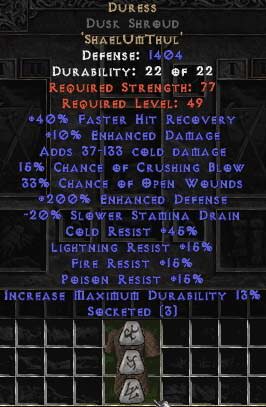 Duress
Dusk Shroud
'ShaelUmThul'
Defense: 1404
Durability: 22 of 22
Required Strength: 77
Required Level: 49
+40% Faster Hit Recovery
+10% Enhanced Damage
Adds 37-133 cold damage
15% Chance of Crushing Blow
33% Chance of Open Wounds
+200% Enhanced Defense
-20% Slower Stamina Drain
Cold Resist +45%
Lightning Resist +15%
Fire Resist +15%
Poison Resist +15%
Increase Maximum Durability 13%
Socketed (3)